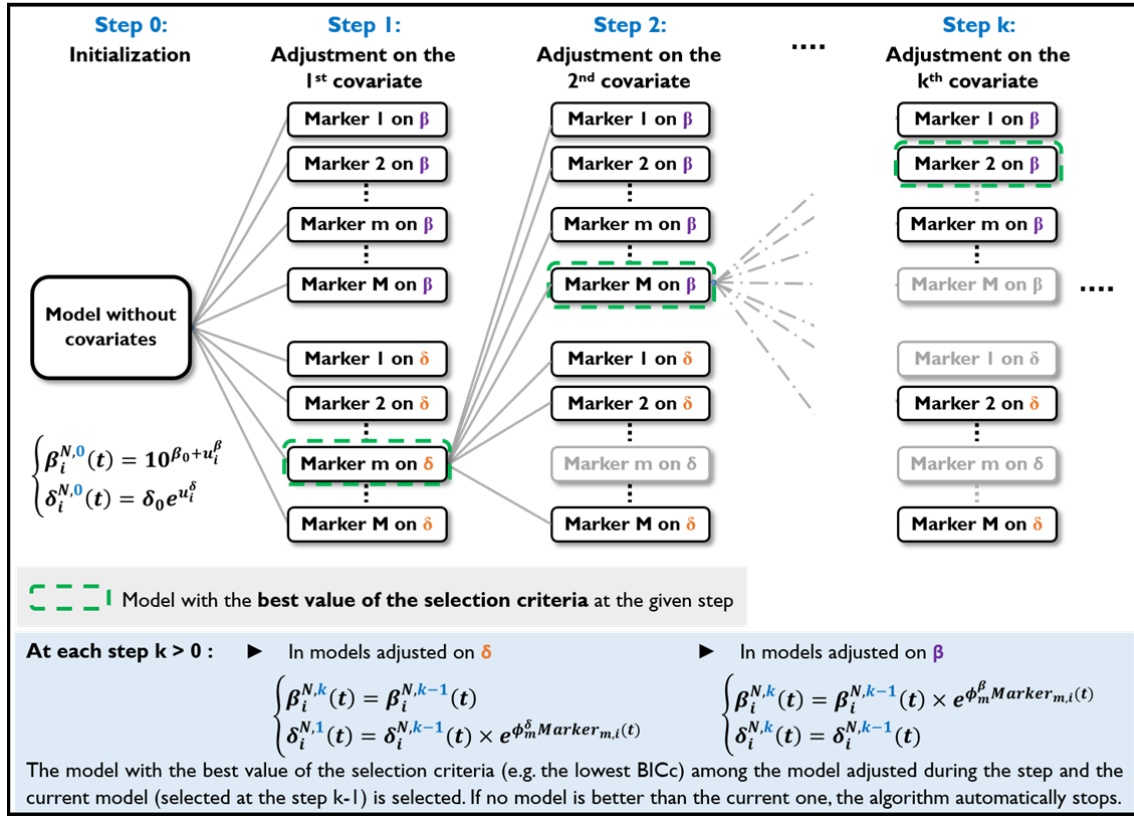 Step 0:
Initialization
Step 1:
Adjustment on the
1st covariate
Step 2:
Adjustment on the
2nd covariate
....
Step k:
Adjustment on the
kth covariate
Model without
covariates
Marker 1 on β
Marker 2 on β
Marker m on β
Marker M on β
Marker 1 on δ
Marker 2 on δ
Marker m on δ
Marker M on δ
Marker 1 on β
Marker 2 on β
Marker m on β
Marker M on β
Marker 1 on δ
Marker 2 on δ
Marker m on δ
Marker M on δ
Marker 1 on β
Marker 2 on β
Marker m on β
Marker M on β
....
Marker 1 on δ
Marker 2 on δ
Marker m on δ
Marker M on δ
{β_i^{N,0}(t) = 10^{β_0+u_i^β}
δ_i^{N,0}(t) = δ_0 e^{u_i^δ}
Model with the best value of the selection criteria at the given step
At each step k > 0 : ► In models adjusted on δ
{β_i^{N,k}(t) = β_i^{N,k-1}(t)
δ_i^{N,1}(t) = δ_i^{N,k-1}(t) × e^{ϕ_m^δ Marker_{m,i}(t)}
► In models adjusted on β
{β_i^{N,k}(t) = β_i^{N,k-1}(t) × e^{ϕ_m^β Marker_{m,i}(t)}
δ_i^{N,k}(t) = δ_i^{N,k-1}(t)
The model with the best value of the selection criteria (e.g. the lowest BICc) among the model adjusted during the step and the
current model (selected at the step k-1) is selected. If no model is better than the current one, the algorithm automatically stops.